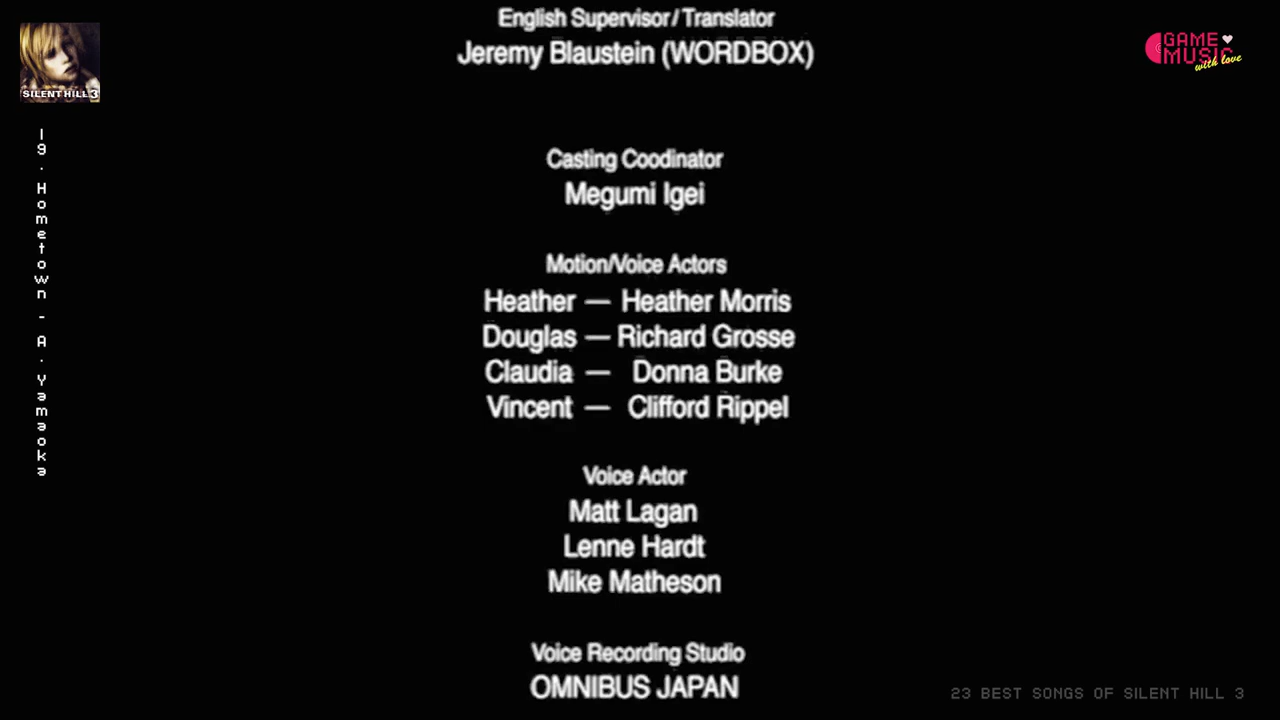 English Supervisor / Translator
Jeremy Blaustein (WORDBOX)
Casting Coodinator
Megumi Igei
Motion/Voice Actors
Heather — Heather Morris
Douglas — Richard Grosse
Claudia — Donna Burke
Vincent — Clifford Rippel
Voice Actor
Matt Lagan
Lenne Hardt
Mike Matheson
Voice Recording Studio
OMNIBUS JAPAN
SILENT HILL 3
19. Hometown - A. Yamaoka
GAME
MUSIC
with love
23 BEST SONGS OF SILENT HILL 3